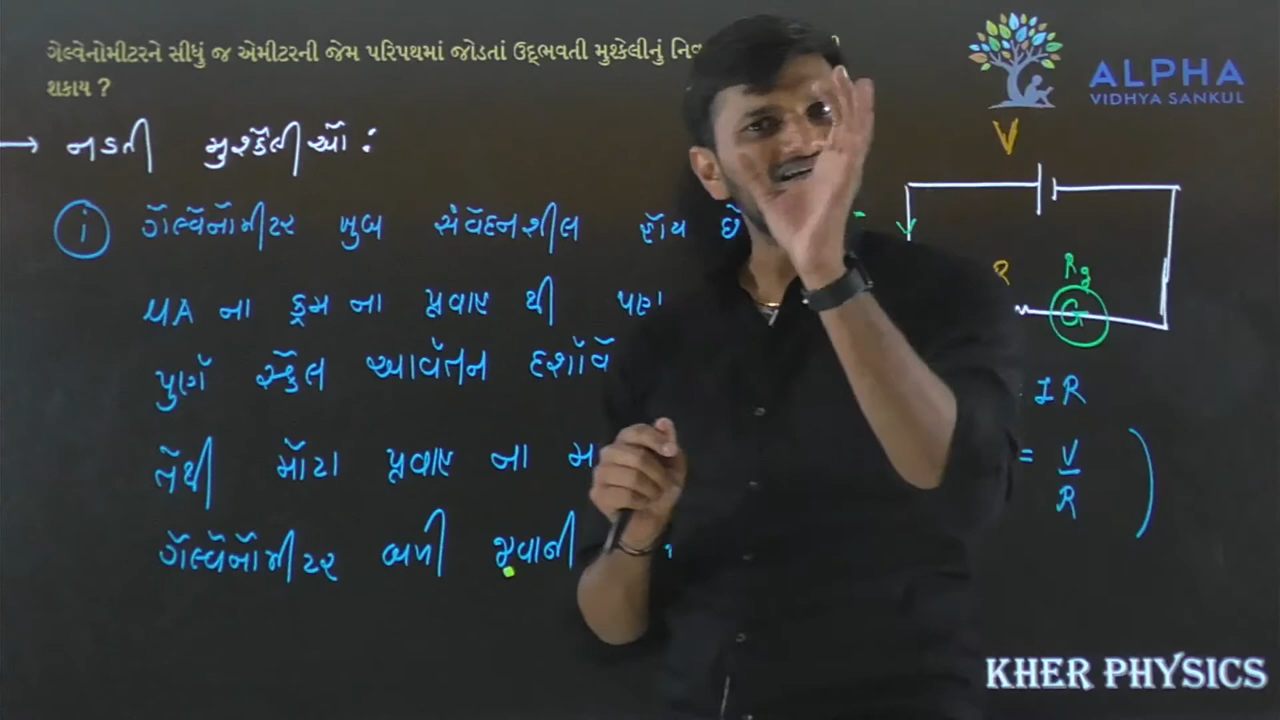 ગેલ્વેનોમીટરને સીધું જ એમીટરની જેમ પરિપથમાં જોડતાં ઉદ્ભવતી મુશ્કેલીનું
શકાય ?
ALPHA
VIDHYA SANKUL
→ નડતી મુશ્કેલીઓ :
V
i ગેલ્વેનોમીટર ખુબ સંવેદનશીલ હોય છે
R Rg
G
μA ના ક્રમ ના પ્રવાહ થી પણ
પુર્ણ સ્કેલ આવર્તન દર્શાવે
= IR
તેથી મોટા પ્રવાહ ના
= V/R )
ગેલ્વેનોમીટર બળી જવાની
KHER PHYSICS